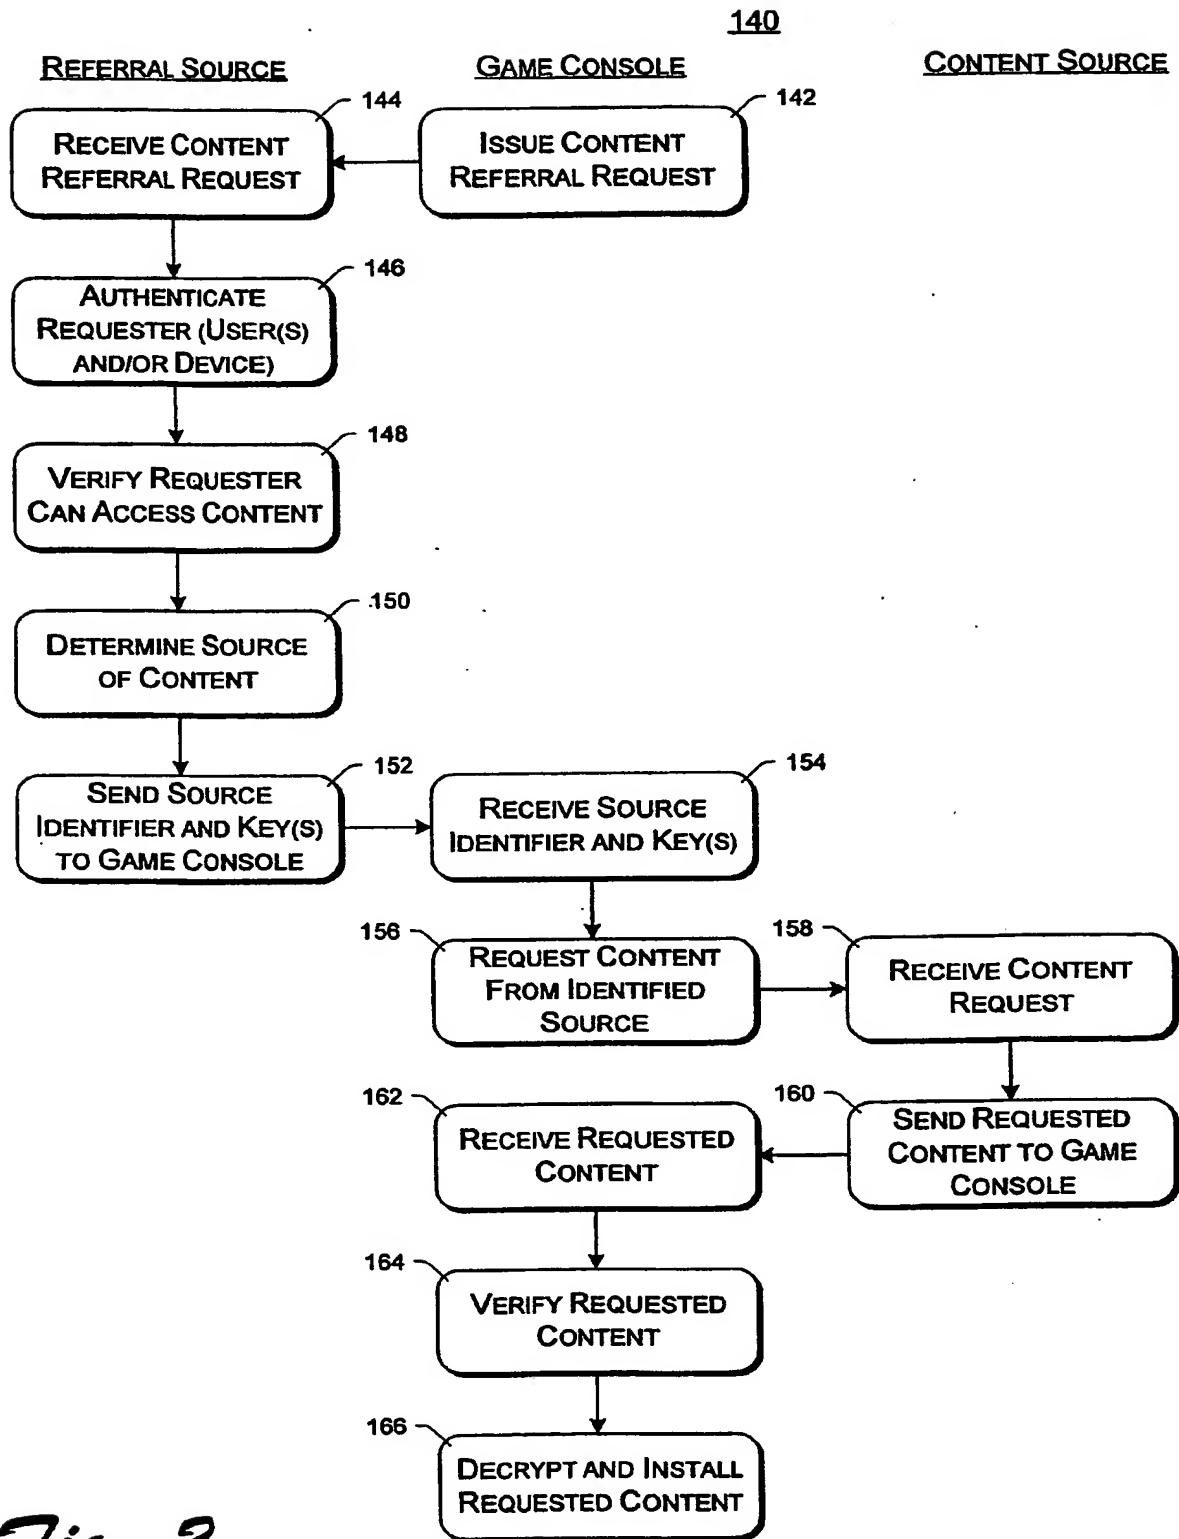 140
REFERRAL SOURCE
GAME CONSOLE
CONTENT SOURCE
144
RECEIVE CONTENT
REFERRAL REQUEST
142
ISSUE CONTENT
REFERRAL REQUEST
146
AUTHENTICATE
REQUESTER (USER(S)
AND/OR DEVICE)
148
VERIFY REQUESTER
CAN ACCESS CONTENT
150
DETERMINE SOURCE
OF CONTENT
152
SEND SOURCE
IDENTIFIER AND KEY(S)
TO GAME CONSOLE
154
RECEIVE SOURCE
IDENTIFIER AND KEY(S)
156
REQUEST CONTENT
FROM IDENTIFIED
SOURCE
158
RECEIVE CONTENT
REQUEST
160
SEND REQUESTED
CONTENT TO GAME
CONSOLE
162
RECEIVE REQUESTED
CONTENT
164
VERIFY REQUESTED
CONTENT
166
DECRYPT AND INSTALL
REQUESTED CONTENT